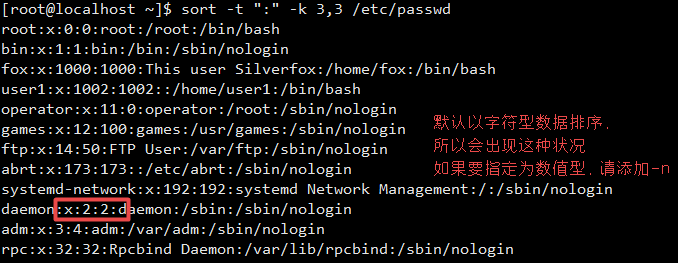 [root@localhost ~]$ sort -t ":" -k 3,3 /etc/passwd
root:x:0:0:root:/root:/bin/bash
bin:x:1:1:bin:/bin:/sbin/nologin
fox:x:1000:1000:This user Silverfox:/home/fox:/bin/bash
user1:x:1002:1002::/home/user1:/bin/bash
operator:x:11:0:operator:/root:/sbin/nologin
games:x:12:100:games:/usr/games:/sbin/nologin
ftp:x:14:50:FTP User:/var/ftp:/sbin/nologin
abrt:x:173:173::/etc/abrt:/sbin/nologin
systemd-network:x:192:192:systemd Network Management:/:/sbin/nologin
daemon:x:2:2:daemon:/sbin:/sbin/nologin
adm:x:3:4:adm:/var/adm:/sbin/nologin
rpc:x:32:32:Rpcbind Daemon:/var/lib/rpcbind:/sbin/nologin
默认以字符型数据排序,
所以会出现这种状况
如果要指定为数值型, 请添加-n